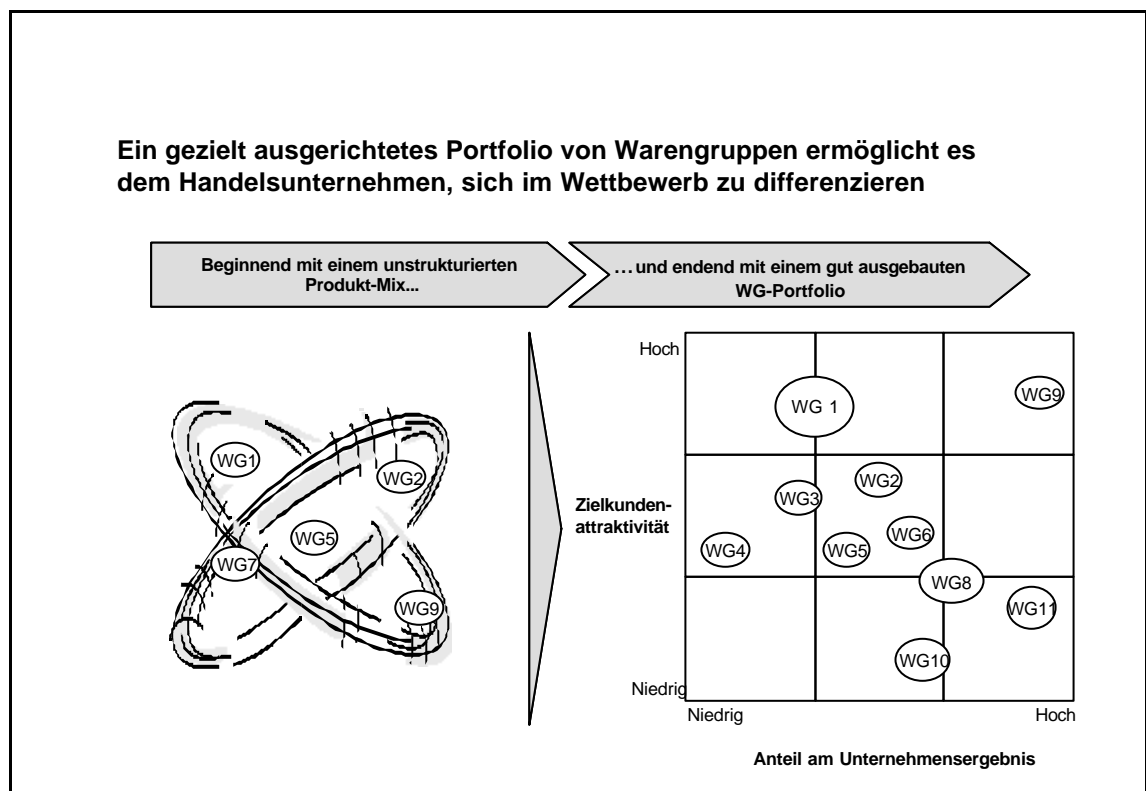 Ein gezielt ausgerichtetes Portfolio von Warengruppen ermöglicht es
dem Handelsunternehmen, sich im Wettbewerb zu differenzieren
Beginnend mit einem unstrukturierten
Produkt-Mix...
…und endend mit einem gut ausgebauten
WG-Portfolio
WG1
WG2
WG5
WG7
WG9
Zielkunden-
attraktivität
Hoch
WG 1
WG9
WG2
WG3
WG6
WG4
WG5
WG8
WG11
WG10
Niedrig
Niedrig
Hoch
Anteil am Unternehmensergebnis